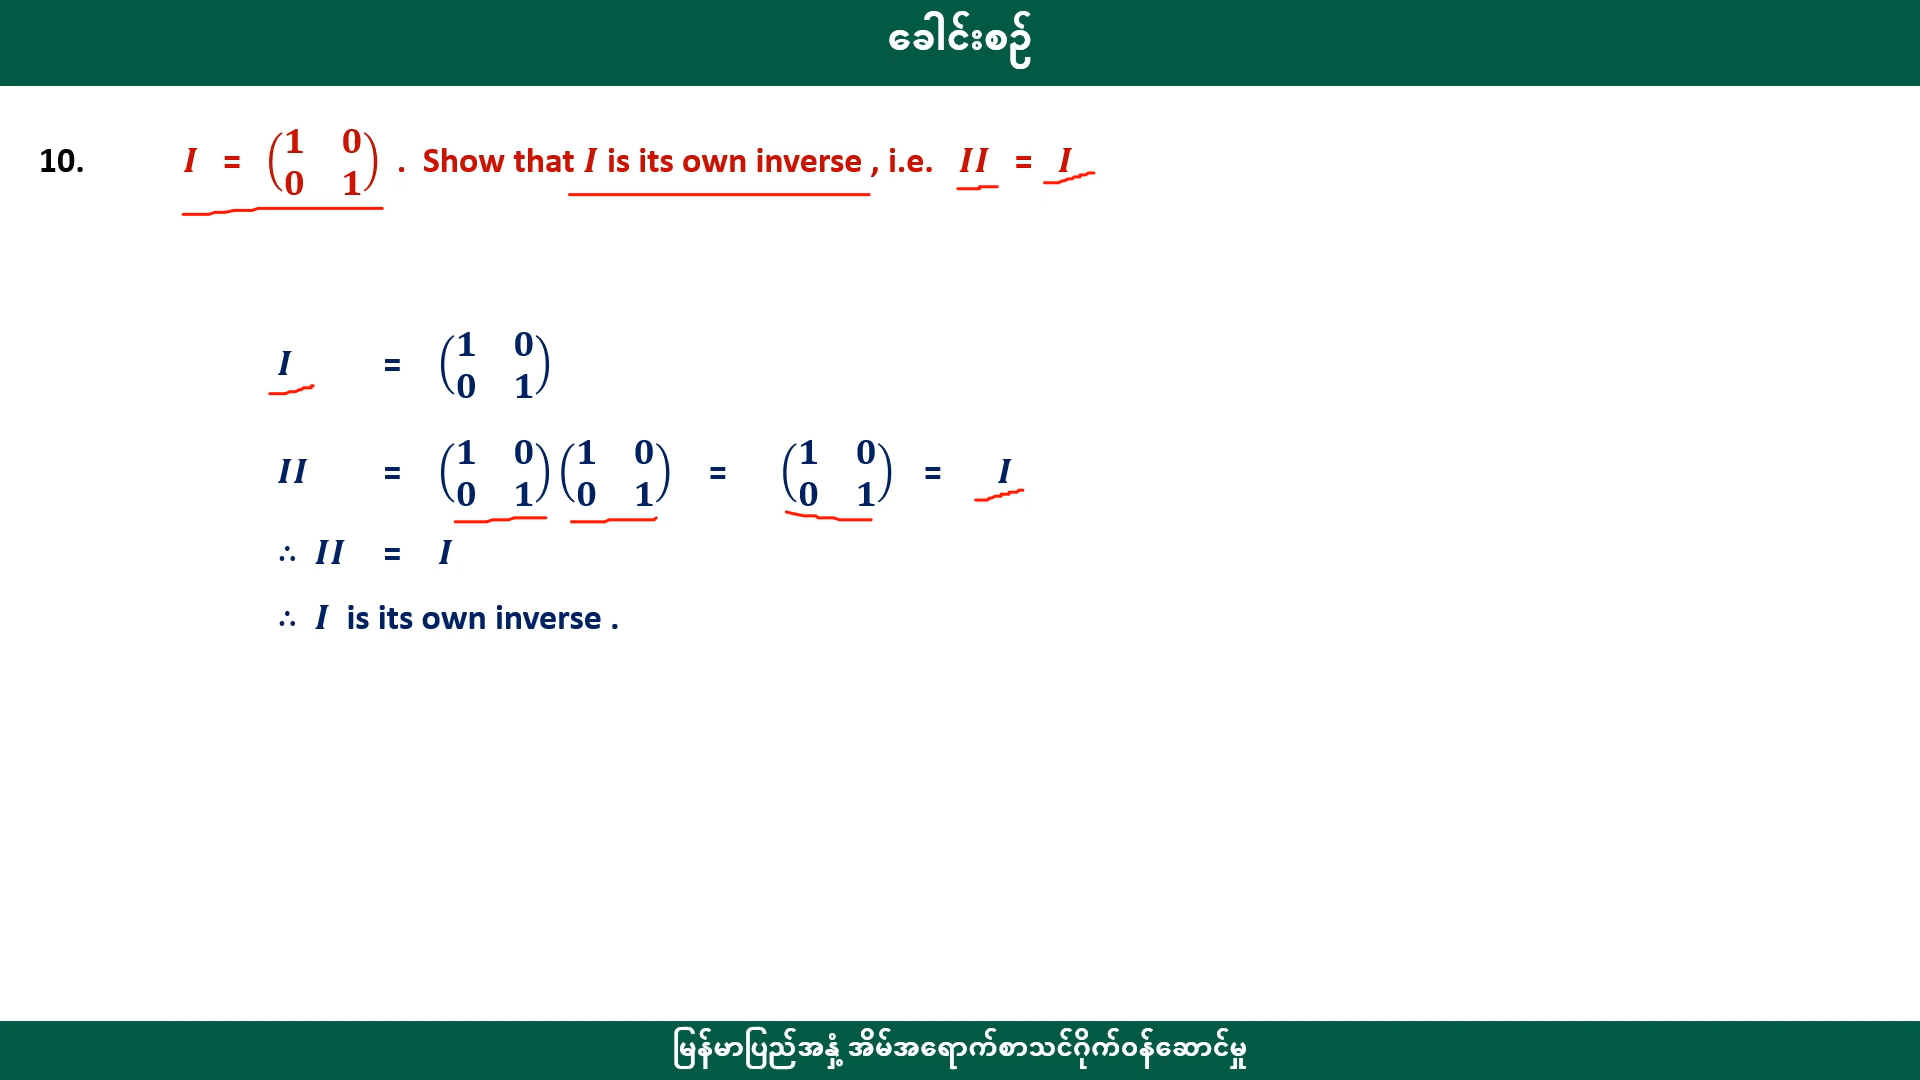 ခေါင်းစဉ်
10. I = (1 0 0 1) . Show that I is its own inverse , i.e. II = I
I = (1 0 0 1)
II = (1 0 0 1) (1 0 0 1) = (1 0 0 1) = I
∴ II = I
∴ I is its own inverse .
မြန်မာပြည်အနှံ့ အိမ်အရောက်စာသင်ဂိုက်ဝန်ဆောင်မှု